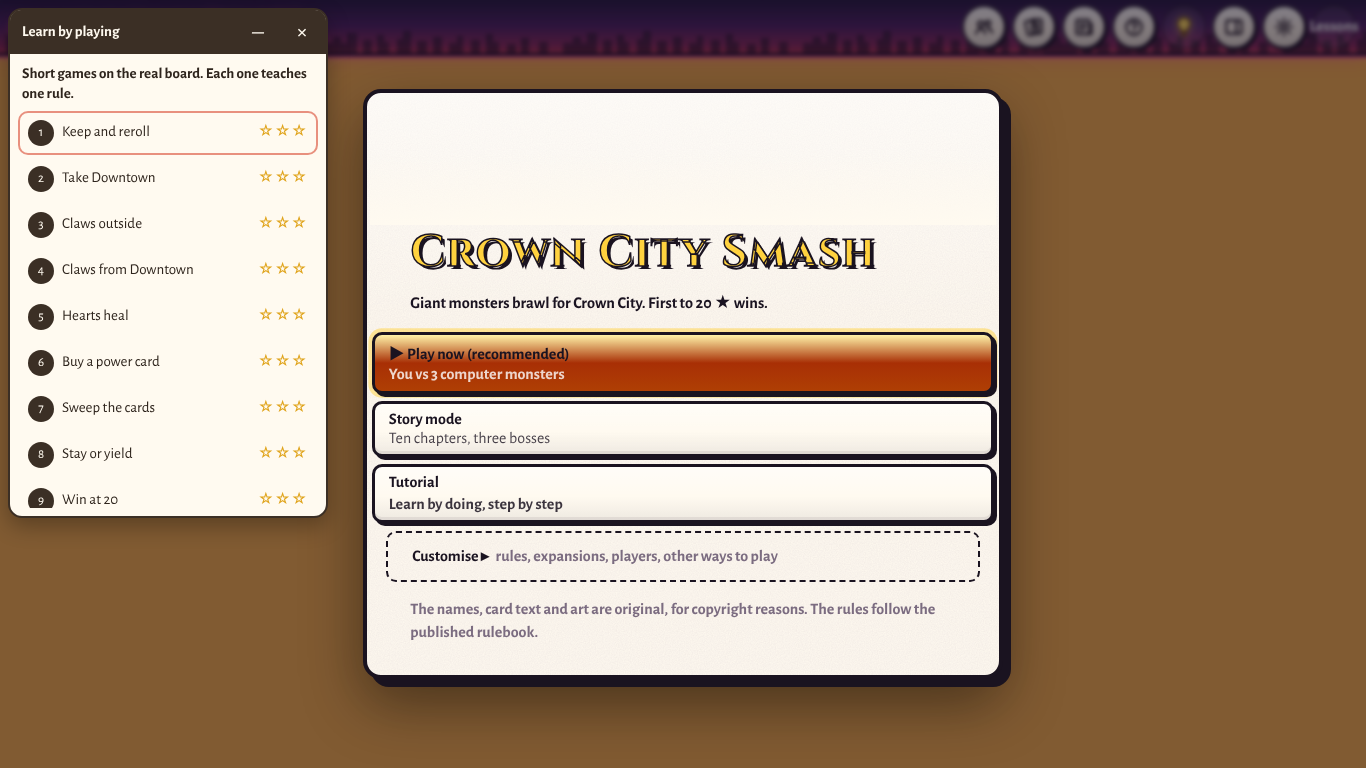 Learn by playing
Short games on the real board. Each one teaches
one rule.
1 Keep and reroll ☆ ☆ ☆
2 Take Downtown ☆ ☆ ☆
3 Claws outside ☆ ☆ ☆
4 Claws from Downtown ☆ ☆ ☆
5 Hearts heal ☆ ☆ ☆
6 Buy a power card ☆ ☆ ☆
7 Sweep the cards ☆ ☆ ☆
8 Stay or yield ☆ ☆ ☆
9 Win at 20 ☆ ☆ ☆
Lessons
Crown City Smash
Giant monsters brawl for Crown City. First to 20 ★ wins.
▶ Play now (recommended)
You vs 3 computer monsters
Story mode
Ten chapters, three bosses
Tutorial
Learn by doing, step by step
Customise ▶ rules, expansions, players, other ways to play
The names, card text and art are original, for copyright reasons. The rules follow the
published rulebook.